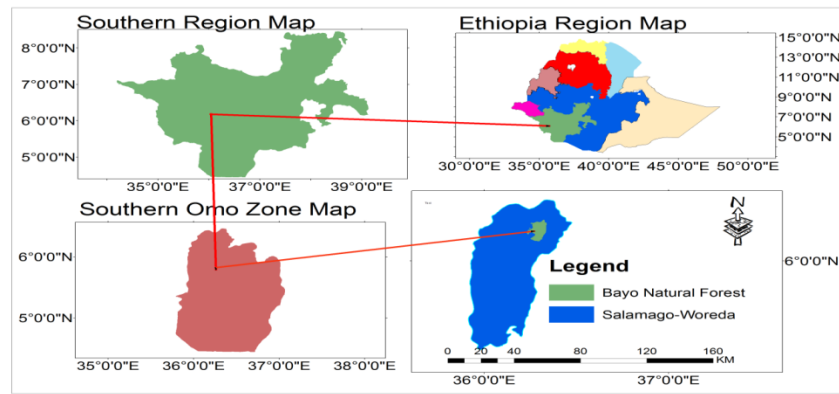 Southern Region Map
8°0'0"N
7°0'0"N
6°0'0"N
5°0'0"N
35°0'0"E 37°0'0"E 39°0'0"E
Ethiopia Region Map
15°0'0"N
13°0'0"N
11°0'0"N
9°0'0"N
7°0'0"N
5°0'0"N
30°0'0"E 35°0'0"E 40°0'0"E 45°0'0"E 50°0'0"E
Southern Omo Zone Map
6°0'0"N
5°0'0"N
35°0'0"E 36°0'0"E 37°0'0"E 38°0'0"E
N
6°0'0"N
Legend
Bayo Natural Forest
Salamago-Woreda
0 20 40 80 120 160
KM
36°0'0"E 37°0'0"E